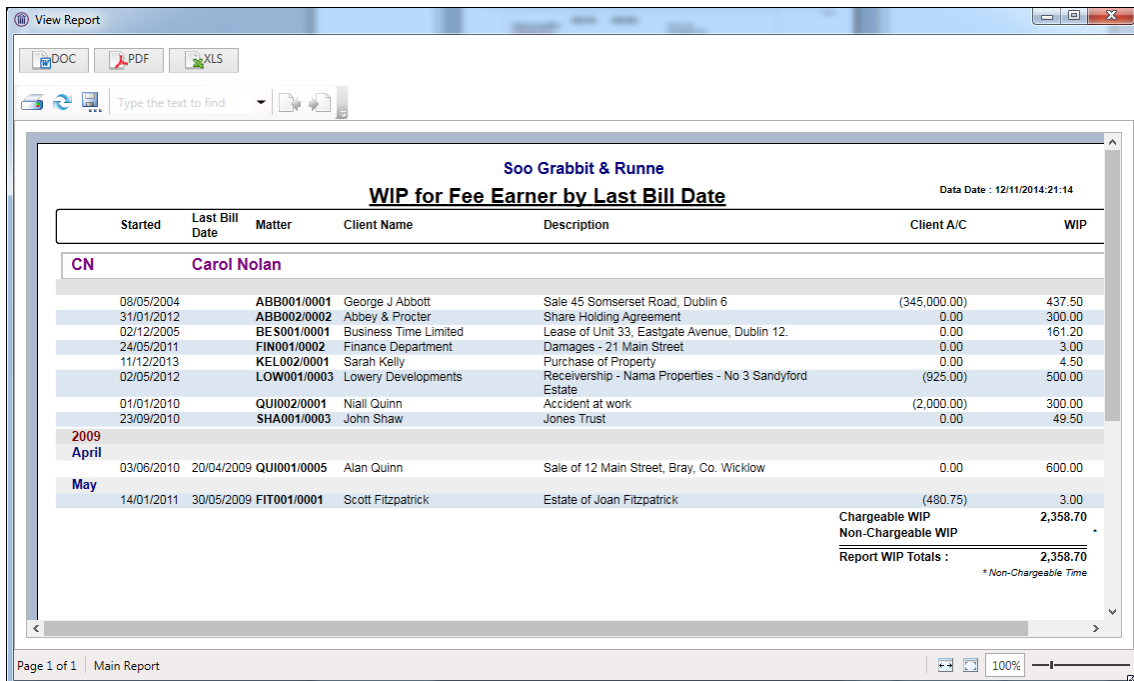 View Report
DOC PDF XLS
Type the text to find
Soo Grabbit & Runne
WIP for Fee Earner by Last Bill Date
Data Date : 12/11/2014:21:14
Started Last Bill Date Matter Client Name Description Client A/C WIP
CN Carol Nolan
08/05/2004 ABB001/0001 George J Abbott Sale 45 Somserset Road, Dublin 6 (345,000.00) 437.50
31/01/2012 ABB002/0002 Abbey & Procter Share Holding Agreement 0.00 300.00
02/12/2005 BES001/0001 Business Time Limited Lease of Unit 33, Eastgate Avenue, Dublin 12. 0.00 161.20
24/05/2011 FIN001/0002 Finance Department Damages - 21 Main Street 0.00 3.00
11/12/2013 KEL002/0001 Sarah Kelly Purchase of Property 0.00 4.50
02/05/2012 LOW001/0003 Lowery Developments Receivership - Nama Properties - No 3 Sandyford (925.00) 500.00
Estate
01/01/2010 QUI002/0001 Niall Quinn Accident at work (2,000.00) 300.00
23/09/2010 SHA001/0003 John Shaw Jones Trust 0.00 49.50
2009
April
03/06/2010 20/04/2009 QUI001/0005 Alan Quinn Sale of 12 Main Street, Bray, Co. Wicklow 0.00 600.00
May
14/01/2011 30/05/2009 FIT001/0001 Scott Fitzpatrick Estate of Joan Fitzpatrick (480.75) 3.00
Chargeable WIP 2,358.70
Non-Chargeable WIP *
Report WIP Totals : 2,358.70
* Non-Chargeable Time
Page 1 of 1 Main Report 100%